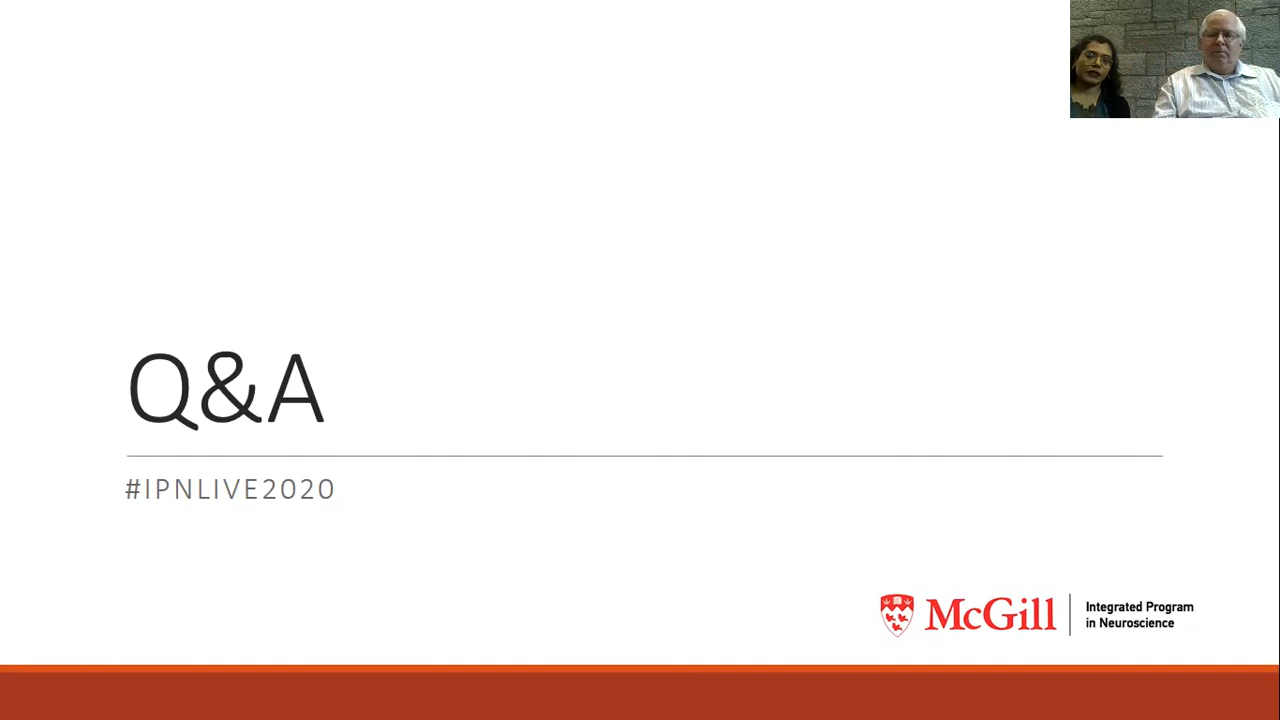 Q&A
#IPNLIVE2020
McGill
Integrated Program
in Neuroscience